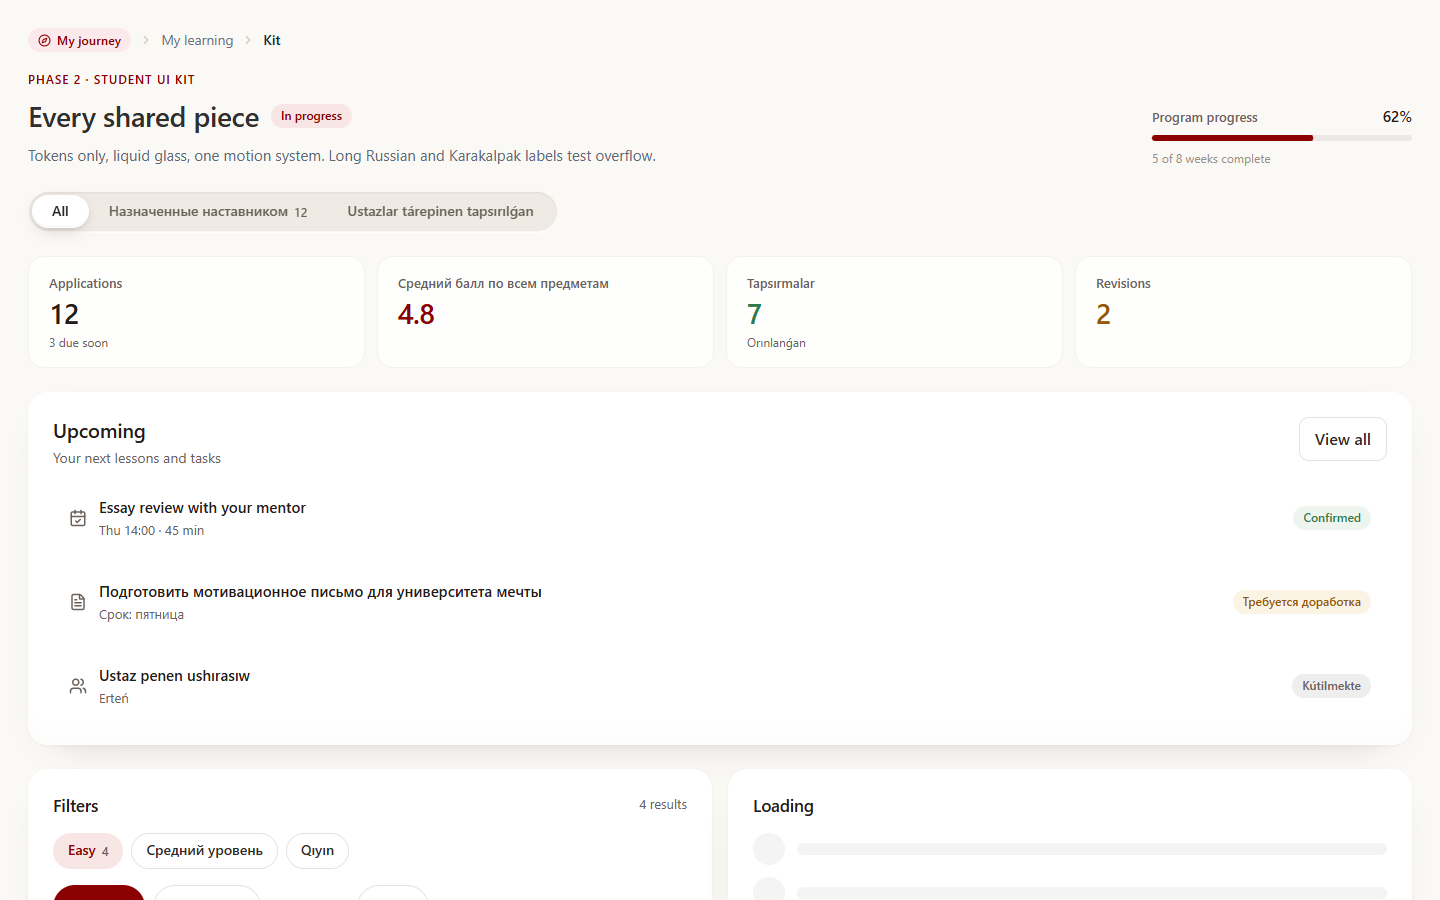 My journey
My learning
Kit
PHASE 2 · STUDENT UI KIT
Every shared piece
In progress
Program progress
62%
Tokens only, liquid glass, one motion system. Long Russian and Karakalpak labels test overflow.
5 of 8 weeks complete
All
Назначенные наставником 12
Ustazlar tárepinen tapsırılǵan
Applications
12
3 due soon
Средний балл по всем предметам
4.8
Tapsırmalar
7
Orınlanǵan
Revisions
2
Upcoming
Your next lessons and tasks
View all
Essay review with your mentor
Thu 14:00 · 45 min
Confirmed
Подготовить мотивационное письмо для университета мечты
Срок: пятница
Требуется доработка
Ustaz penen ushırasıw
Erteń
Kútilmekte
Filters
4 results
Easy 4
Средний уровень
Qıyın
Loading